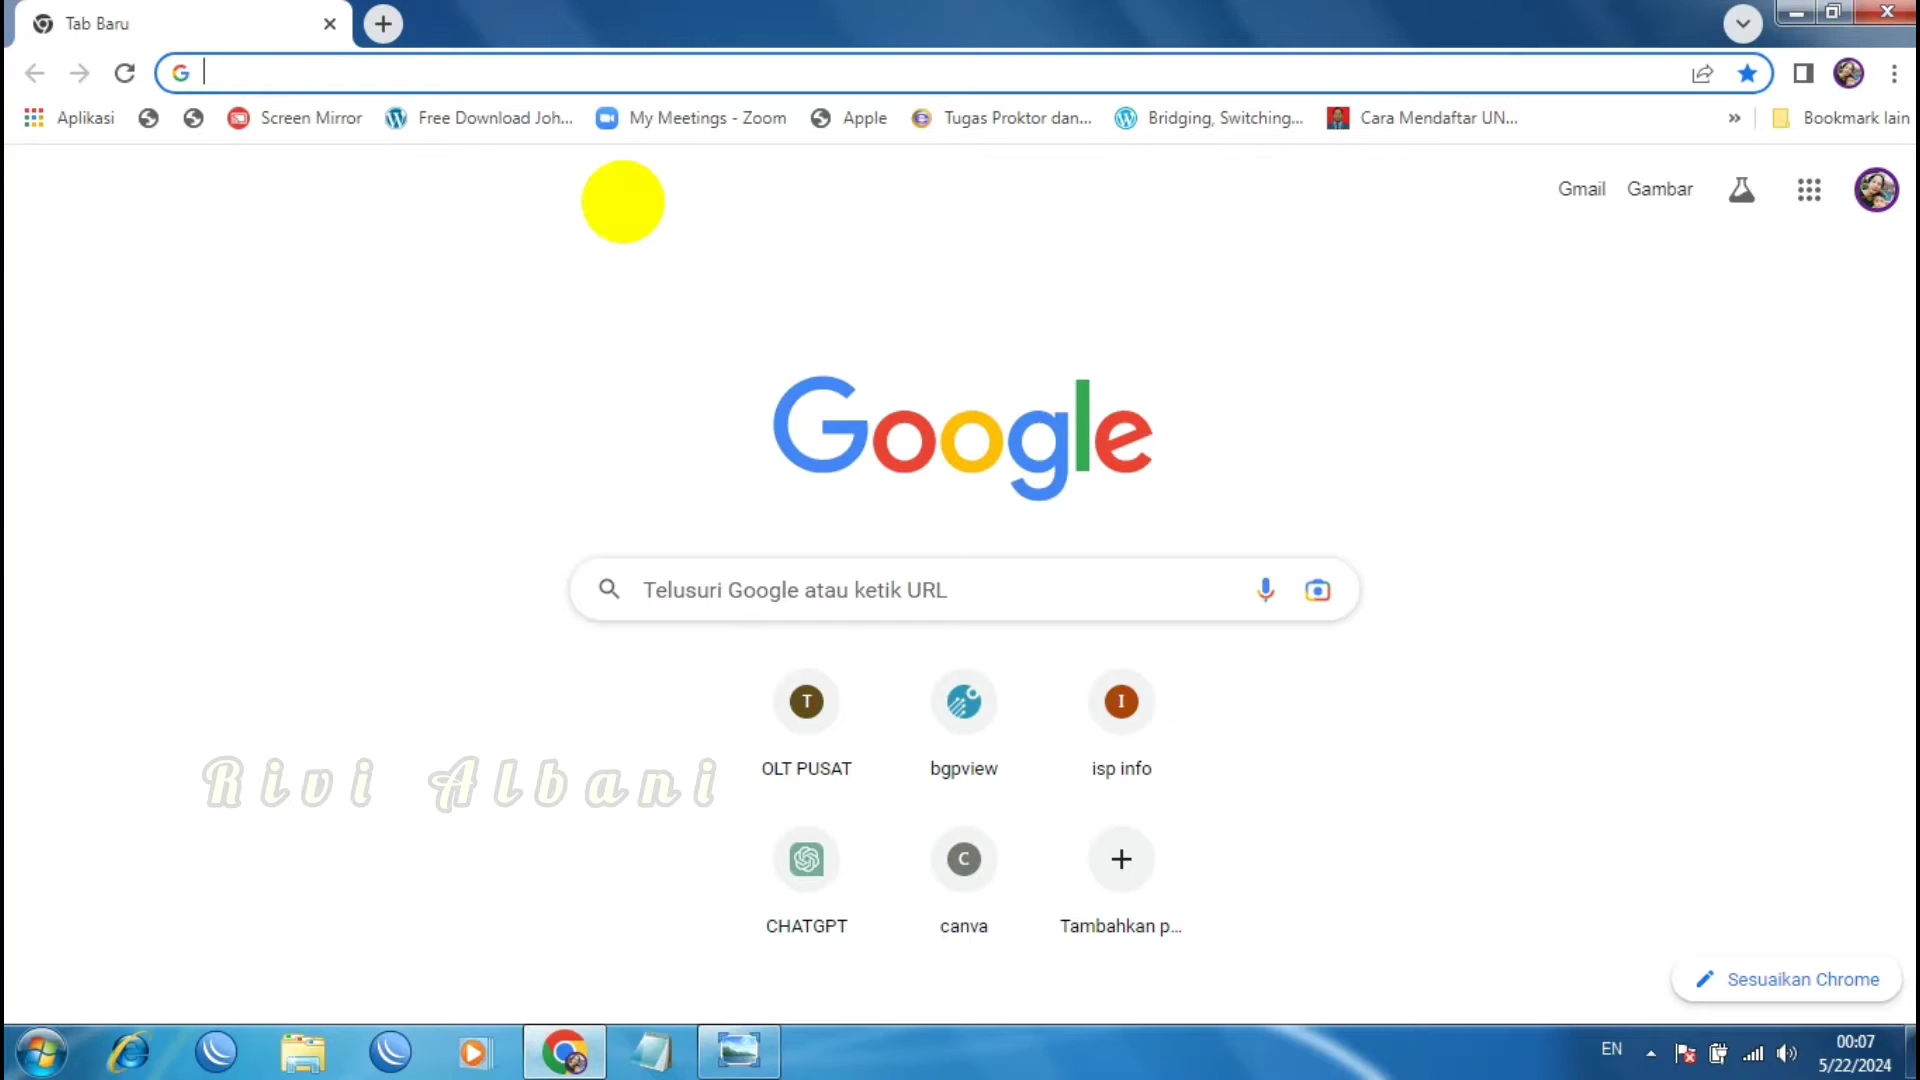 Tab Baru
Aplikasi Screen Mirror Free Download Joh... My Meetings - Zoom Apple Tugas Proktor dan... Bridging, Switching... Cara Mendaftar UN... » Bookmark lain
Gmail Gambar
Google
Telusuri Google atau ketik URL
T I
OLT PUSAT bgpview isp info
Rivi Albani
C
CHATGPT canva Tambahkan p...
Sesuaikan Chrome
EN 00:07
5/22/2024